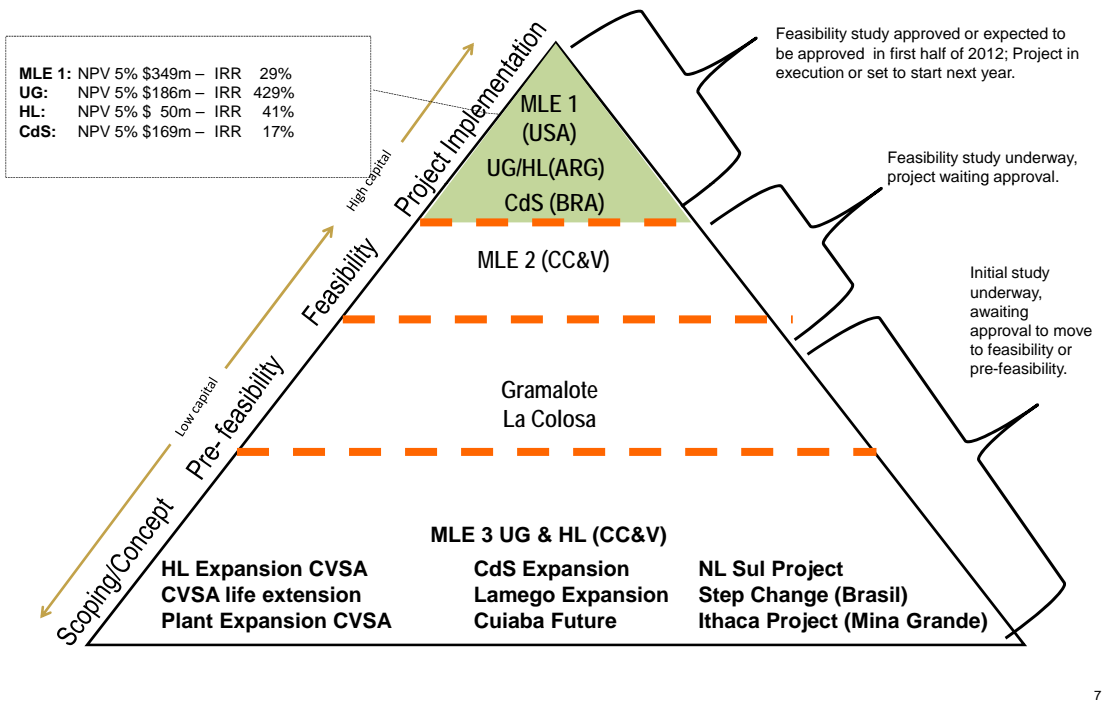 MLE 1: NPV 5% $349m – IRR 29%
UG: NPV 5% $186m – IRR 429%
HL: NPV 5% $ 50m – IRR 41%
CdS: NPV 5% $169m – IRR 17%
Feasibility study approved or expected to
be approved in first half of 2012; Project in
execution or set to start next year.
Project Implementation
High capital
MLE 1
(USA)
UG/HL(ARG)
CdS (BRA)
Feasibility study underway,
project waiting approval.
Feasibility
MLE 2 (CC&V)
Initial study
underway,
awaiting
approval to move
to feasibility or
pre-feasibility.
Low capital
Pre- feasibility
Gramalote
La Colosa
Scoping/Concept
MLE 3 UG & HL (CC&V)
HL Expansion CVSA
CVSA life extension
Plant Expansion CVSA
CdS Expansion
Lamego Expansion
Cuiaba Future
NL Sul Project
Step Change (Brasil)
Ithaca Project (Mina Grande)
7